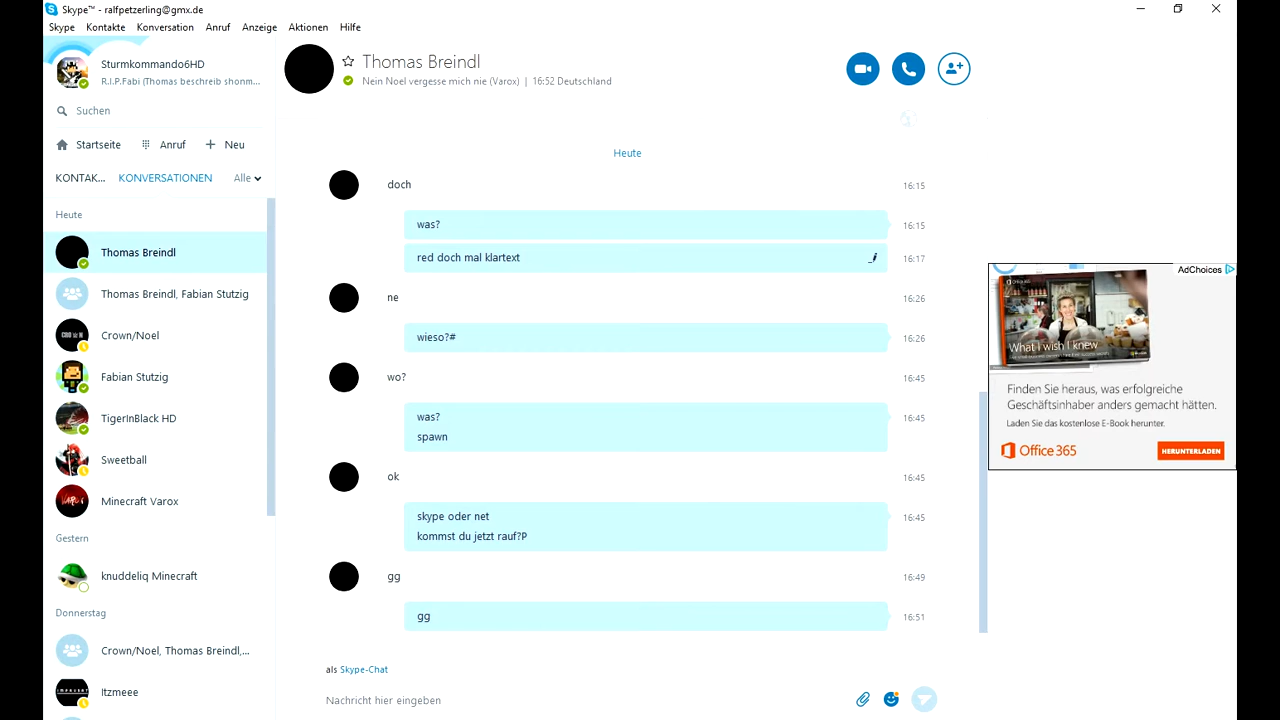 Skype™ - ralfpetzerling@gmx.de
Skype Kontakte Konversation Anruf Anzeige Aktionen Hilfe
Sturmkommando6HD
R.I.P.Fabi (Thomas beschreib shonm...
Suchen
Startseite Anruf Neu
KONTAK... KONVERSATIONEN Alle
Heute
Thomas Breindl
Thomas Breindl, Fabian Stutzig
Crown/Noel
Fabian Stutzig
TigerInBlack HD
Sweetball
Minecraft Varox
Gestern
knuddeliq Minecraft
Donnerstag
Crown/Noel, Thomas Breindl,...
Itzmeee
Thomas Breindl
Nein Noel vergesse mich nie (Varox) | 16:52 Deutschland
Heute
doch 16:15
was? 16:15
red doch mal klartext 16:17
ne 16:26
wieso?# 16:26
wo? 16:45
was? 16:45
spawn
ok 16:45
skype oder net 16:45
kommst du jetzt rauf?P
gg 16:49
gg 16:51
als Skype-Chat
Nachricht hier eingeben
AdChoices
What I wish I knew
Finden Sie heraus, was erfolgreiche
Geschäftsinhaber anders gemacht hätten.
Laden Sie das kostenlose E-Book herunter.
Office 365
HERUNTERLADEN